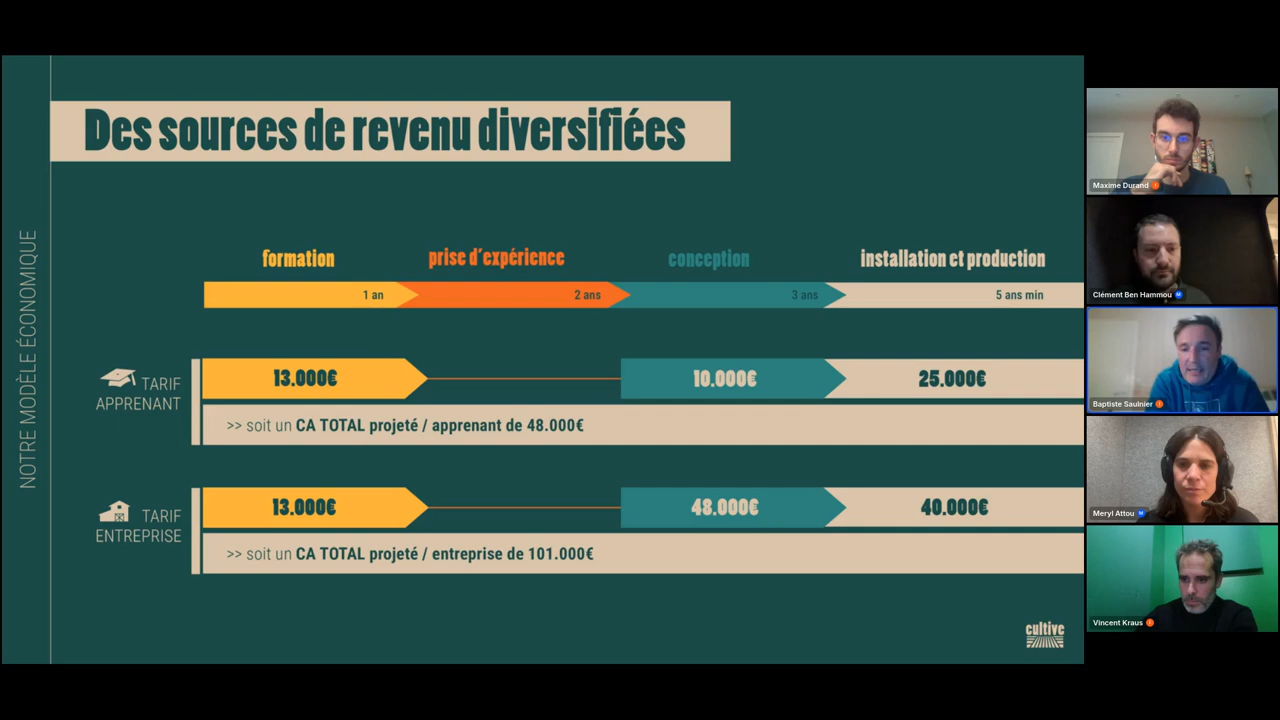 Des sources de revenu diversifiées
NOTRE MODÈLE ÉCONOMIQUE
formation
prise d'expérience
conception
installation et production
1 an
2 ans
3 ans
5 ans min
TARIF
APPRENANT
13.000€
10.000€
25.000€
>> soit un CA TOTAL projeté / apprenant de 48.000€
TARIF
ENTREPRISE
13.000€
48.000€
40.000€
>> soit un CA TOTAL projeté / entreprise de 101.000€
cultive
Maxime Durand
Clément Ben Hammou M
Baptiste Saulnier
Meryl Attou M
Vincent Kraus